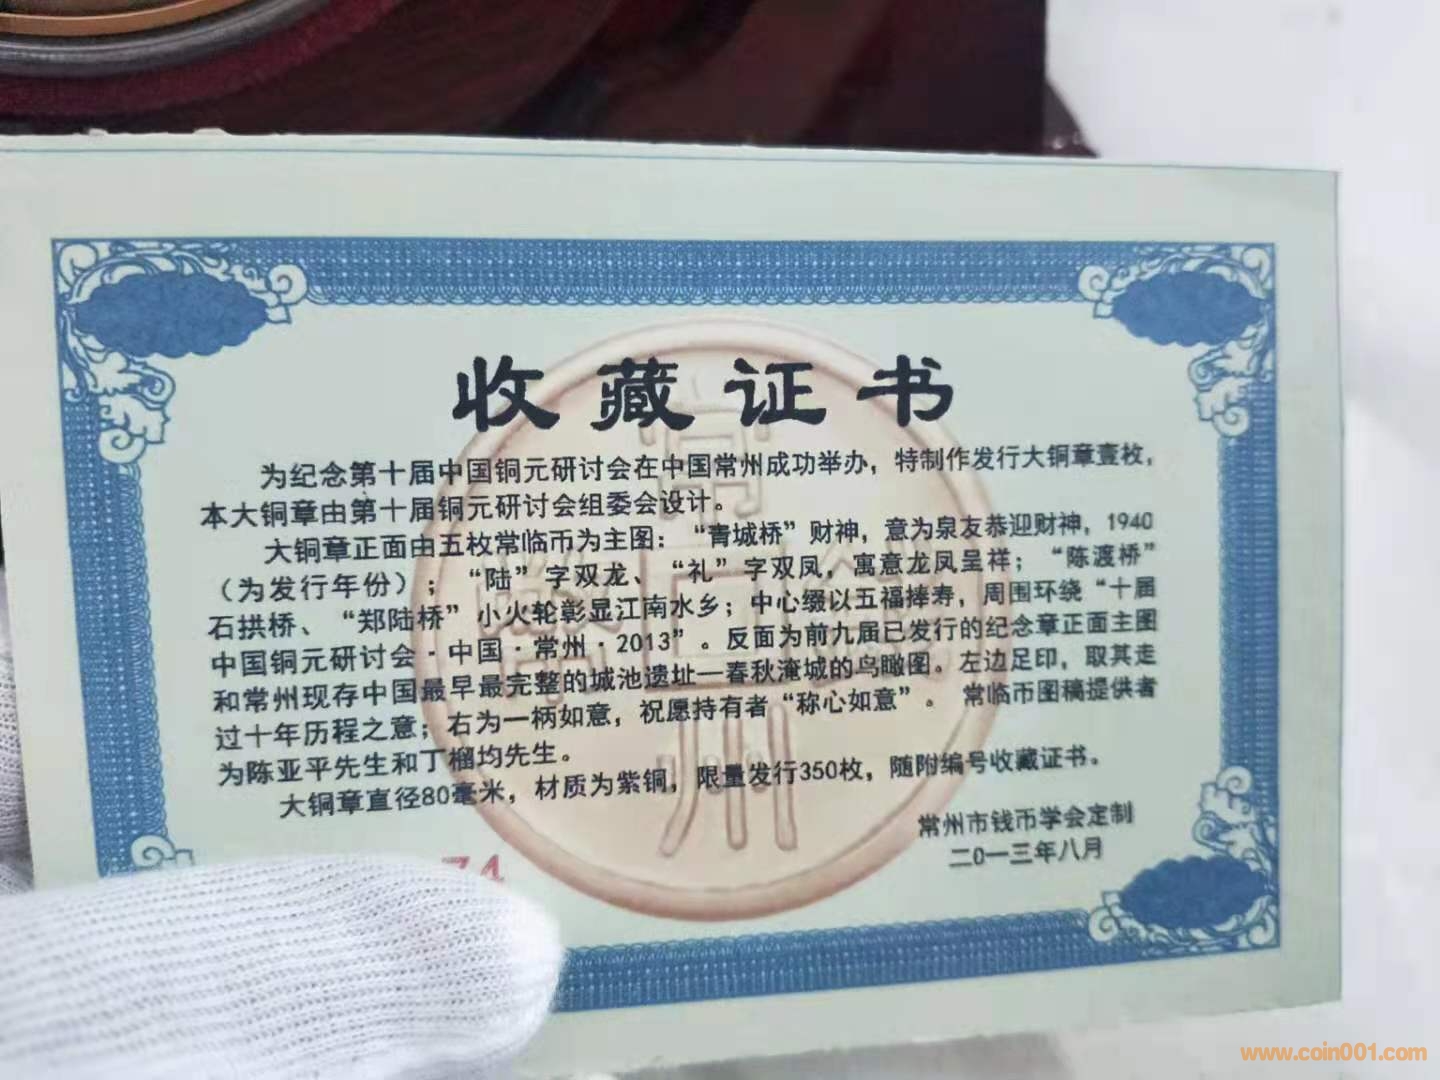 收藏证书
为纪念第十届中国铜元研讨会在中国常州成功举办，特制作发行大铜章壹枚，
本大铜章由第十届铜元研讨会组委会设计。
大铜章正面由五枚常临币为主图：“青城桥”财神，意为泉友恭迎财神，1940
（为发行年份）；“陆”字双龙、“礼”字双凤，寓意龙凤呈祥；“陈渡桥”
石拱桥、“郑陆桥”小火轮彰显江南水乡；中心缀以五福捧寿，周围环绕“十届
中国铜元研讨会·中国·常州·2013”。反面为前九届已发行的纪念章正面主图
和常州现存中国最早最完整的城池遗址—春秋淹城的鸟瞰图。左边足印，取其走
过十年历程之意；右为一柄如意，祝愿持有者“称心如意”。常临币图稿提供者
为陈亚平先生和丁榴均先生。
大铜章直径80毫米，材质为紫铜，限量发行350枚，随附编号收藏证书。
常州市钱币学会定制
二0一三年八月
74
www.coin001.com